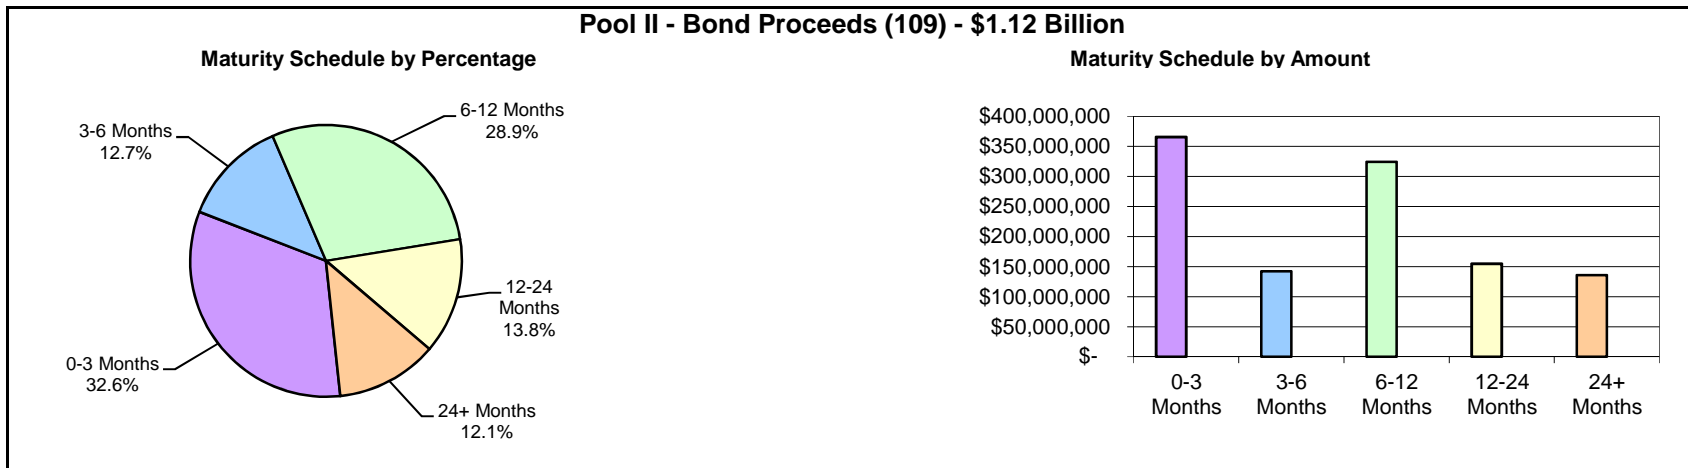 Pool II - Bond Proceeds (109) - $1.12 Billion
Maturity Schedule by Percentage
6-12 Months
28.9%
3-6 Months
12.7%
12-24
Months
13.8%
0-3 Months
32.6%
24+ Months
12.1%
Maturity Schedule by Amount
$400,000,000
$350,000,000
$300,000,000
$250,000,000
$200,000,000
$150,000,000
$100,000,000
$50,000,000
$-
0-3 3-6 6-12 12-24 24+
Months Months Months Months Months